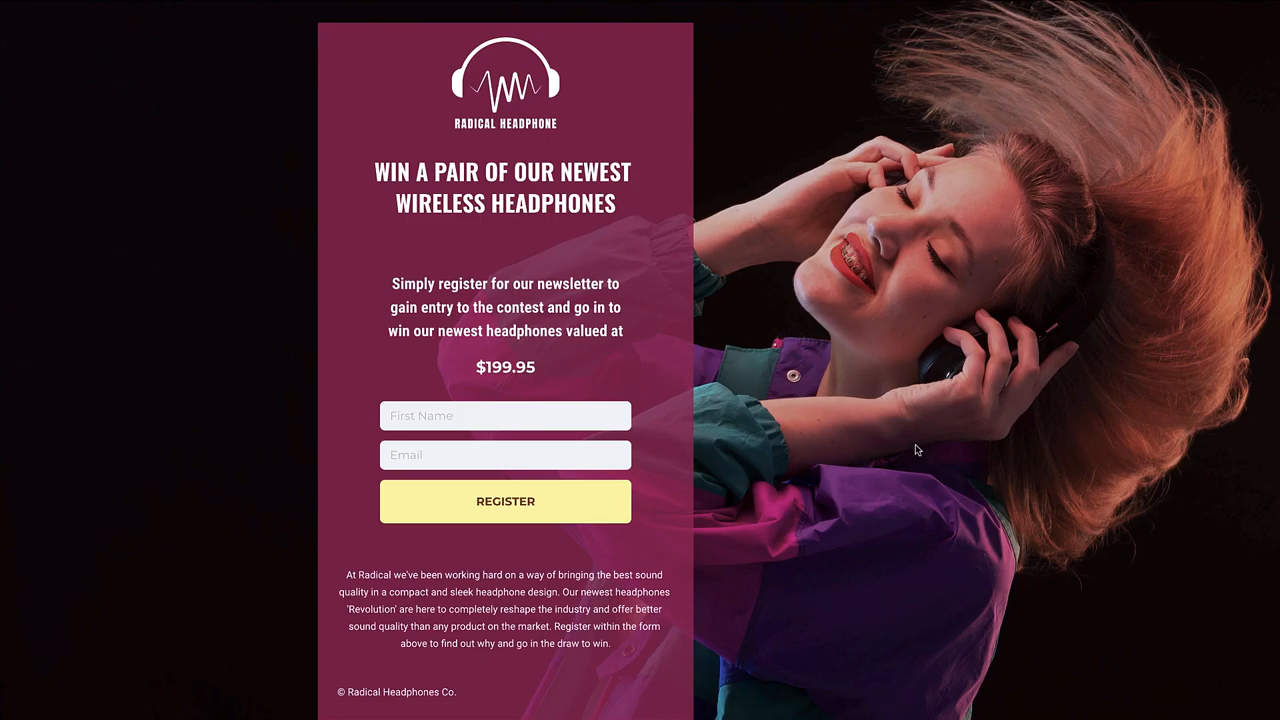 RADICAL HEADPHONE
WIN A PAIR OF OUR NEWEST
WIRELESS HEADPHONES
Simply register for our newsletter to
gain entry to the contest and go in to
win our newest headphones valued at
$199.95
First Name
Email
REGISTER
At Radical we've been working hard on a way of bringing the best sound
quality in a compact and sleek headphone design. Our newest headphones
'Revolution' are here to completely reshape the industry and offer better
sound quality than any product on the market. Register within the form
above to find out why and go in the draw to win.
© Radical Headphones Co.